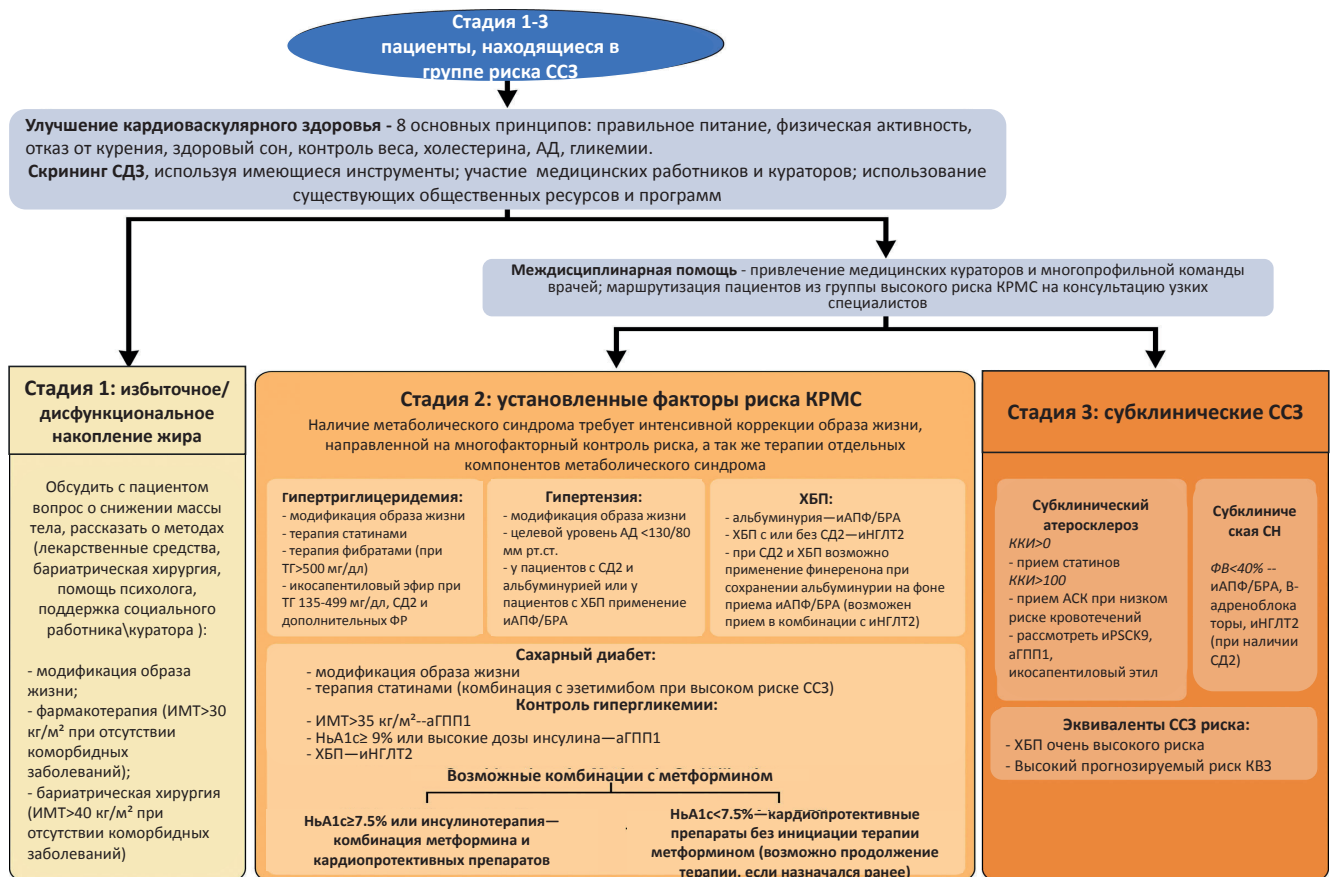 Стадия 1-3
пациенты, находящиеся в
группе риска ССЗ
Улучшение кардиоваскулярного здоровья - 8 основных принципов: правильное питание, физическая активность,
отказ от курения, здоровый сон, контроль веса, холестерина, АД, гликемии.
Скрининг СДЗ, используя имеющиеся инструменты; участие медицинских работников и кураторов; использование
существующих общественных ресурсов и программ
Междисциплинарная помощь - привлечение медицинских кураторов и многопрофильной команды
врачей; маршрутизация пациентов из группы высокого риска КРМС на консультацию узких
специалистов
Стадия 1: избыточное/
дисфункциональное
накопление жира
Обсудить с пациентом
вопрос о снижении массы
тела, рассказать о методах
(лекарственные средства,
бариатрическая хирургия,
помощь психолога,
поддержка социального
работника\куратора ):
- модификация образа
жизни;
- фармакотерапия (ИМТ>30
кг/м² при отсутствии
коморбидных
заболеваний);
- бариатрическая хирургия
(ИМТ>40 кг/м² при
отсутствии коморбидных
заболеваний)
Стадия 2: установленные факторы риска КРМС
Наличие метаболического синдрома требует интенсивной коррекции образа жизни,
направленной на многофакторный контроль риска, а так же терапии отдельных
компонентов метаболического синдрома
Гипертриглицеридемия:
- модификация образа жизни
- терапия статинами
- терапия фибратами (при
ТГ>500 мг/дл)
- икосапентиловый эфир при
ТГ 135-499 мг/дл, СД2 и
дополнительных ФР
Гипертензия:
- модификация образа жизни
- целевой уровень АД <130/80
мм рт.ст.
- у пациентов с СД2 и
альбуминурией или у
пациентов с ХБП применение
иАПФ/БРА
ХБП:
- альбуминурия—иАПФ/БРА
- ХБП с или без СД2—иНГЛТ2
- при СД2 и ХБП возможно
применение финеренона при
сохранении альбуминурии на фоне
приема иАПФ/БРА (возможен
прием в комбинации с иНГЛТ2)
Сахарный диабет:
- модификация образа жизни
- терапия статинами (комбинация с эзетимибом при высоком риске ССЗ)
Контроль гипергликемии:
- ИМТ>35 кг/м²--аГПП1
- НьА1с≥ 9% или высокие дозы инсулина—аГПП1
- ХБП—иНГЛТ2
Возможные комбинации с метформином
НьА1с≥7.5% или инсулинотерапия—
комбинация метформина и
кардиопротективных препаратов
НьА1с<7.5%—кардиопротективные
препараты без инициации терапии
метформином (возможно продолжение
терапии, если назначался ранее)
Стадия 3: субклинические ССЗ
Субклинический
атеросклероз
ККИ>0
- прием статинов
ККИ>100
- прием АСК при низком
риске кровотечений
- рассмотреть иPSCK9,
аГПП1,
икосапентиловый этил
Субклиниче
ская СН
ФВ<40% --
иАПФ/БРА, В-
адреноблока
торы, иНГЛТ2
(при наличии
СД2)
Эквиваленты ССЗ риска:
- ХБП очень высокого риска
- Высокий прогнозируемый риск КВЗ